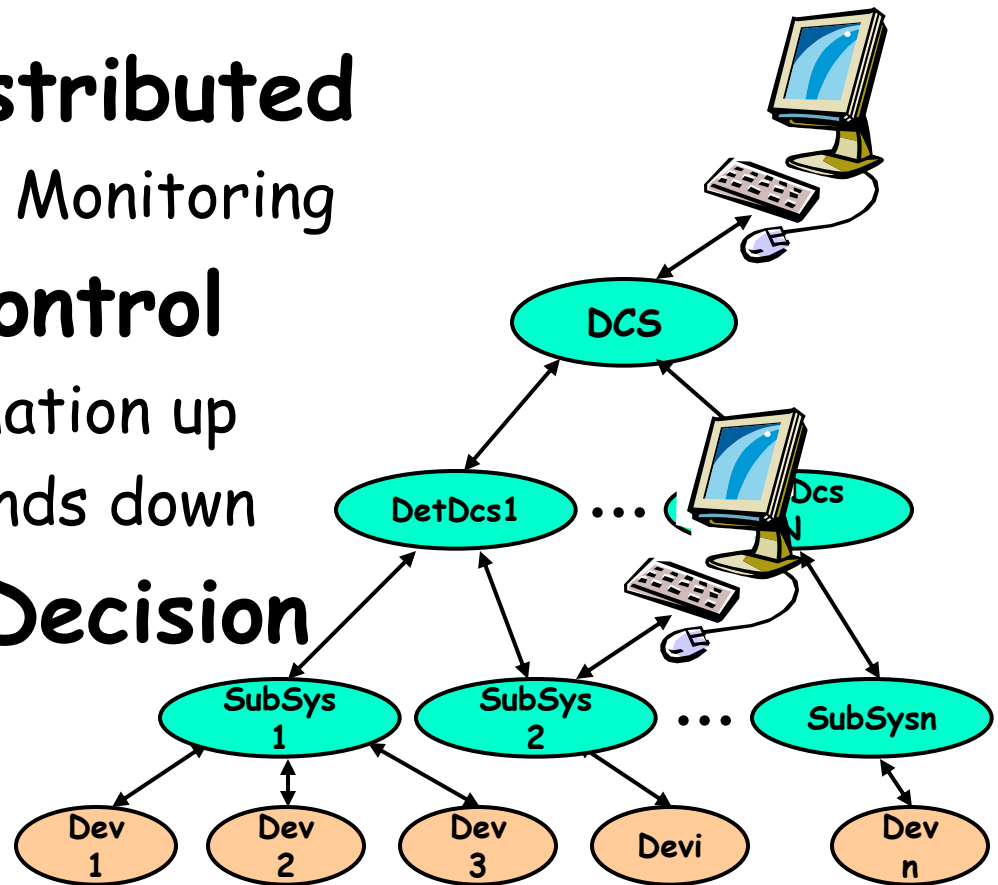 stributed
Monitoring
ontrol
ation up
nds down
Decision
DCS
DetDcs1
...
Dcs
SubSys
1
SubSys
2
...
SubSysn
Dev
1
Dev
2
Dev
3
Devi
Dev
n